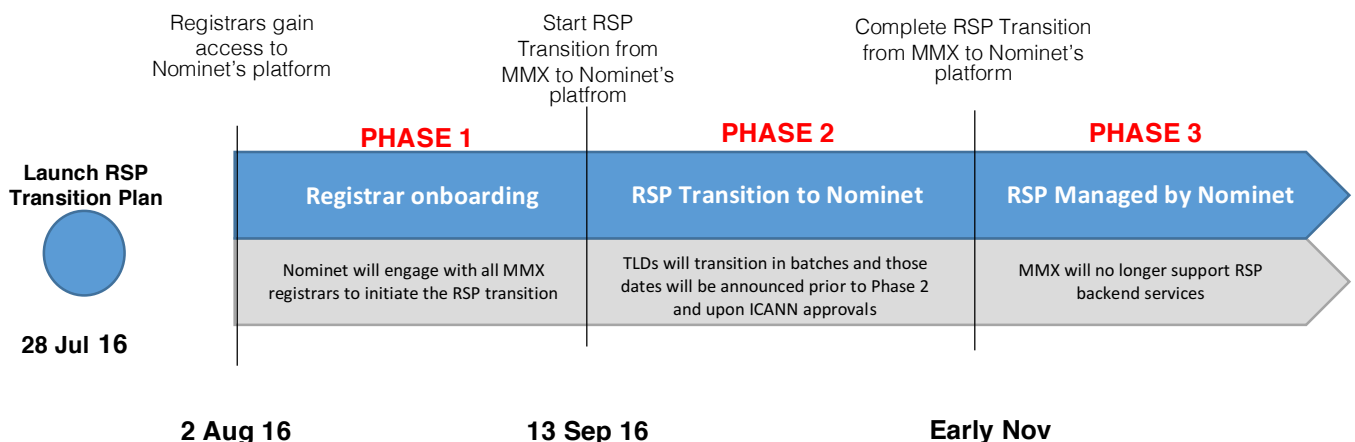 Registrars gain
access to
Nominet's platform
Start RSP
Transition from
MMX to Nominet's
platfrom
Complete RSP Transition
from MMX to Nominet's
platform
PHASE 1
PHASE 2
PHASE 3
Launch RSP
Transition Plan
Registrar onboarding
RSP Transition to Nominet
RSP Managed by Nominet
Nominet will engage with all MMX
registrars to initiate the RSP transition
TLDs will transition in batches and those
dates will be announced prior to Phase 2
and upon ICANN approvals
MMX will no longer support RSP
backend services
28 Jul 16
2 Aug 16
13 Sep 16
Early Nov